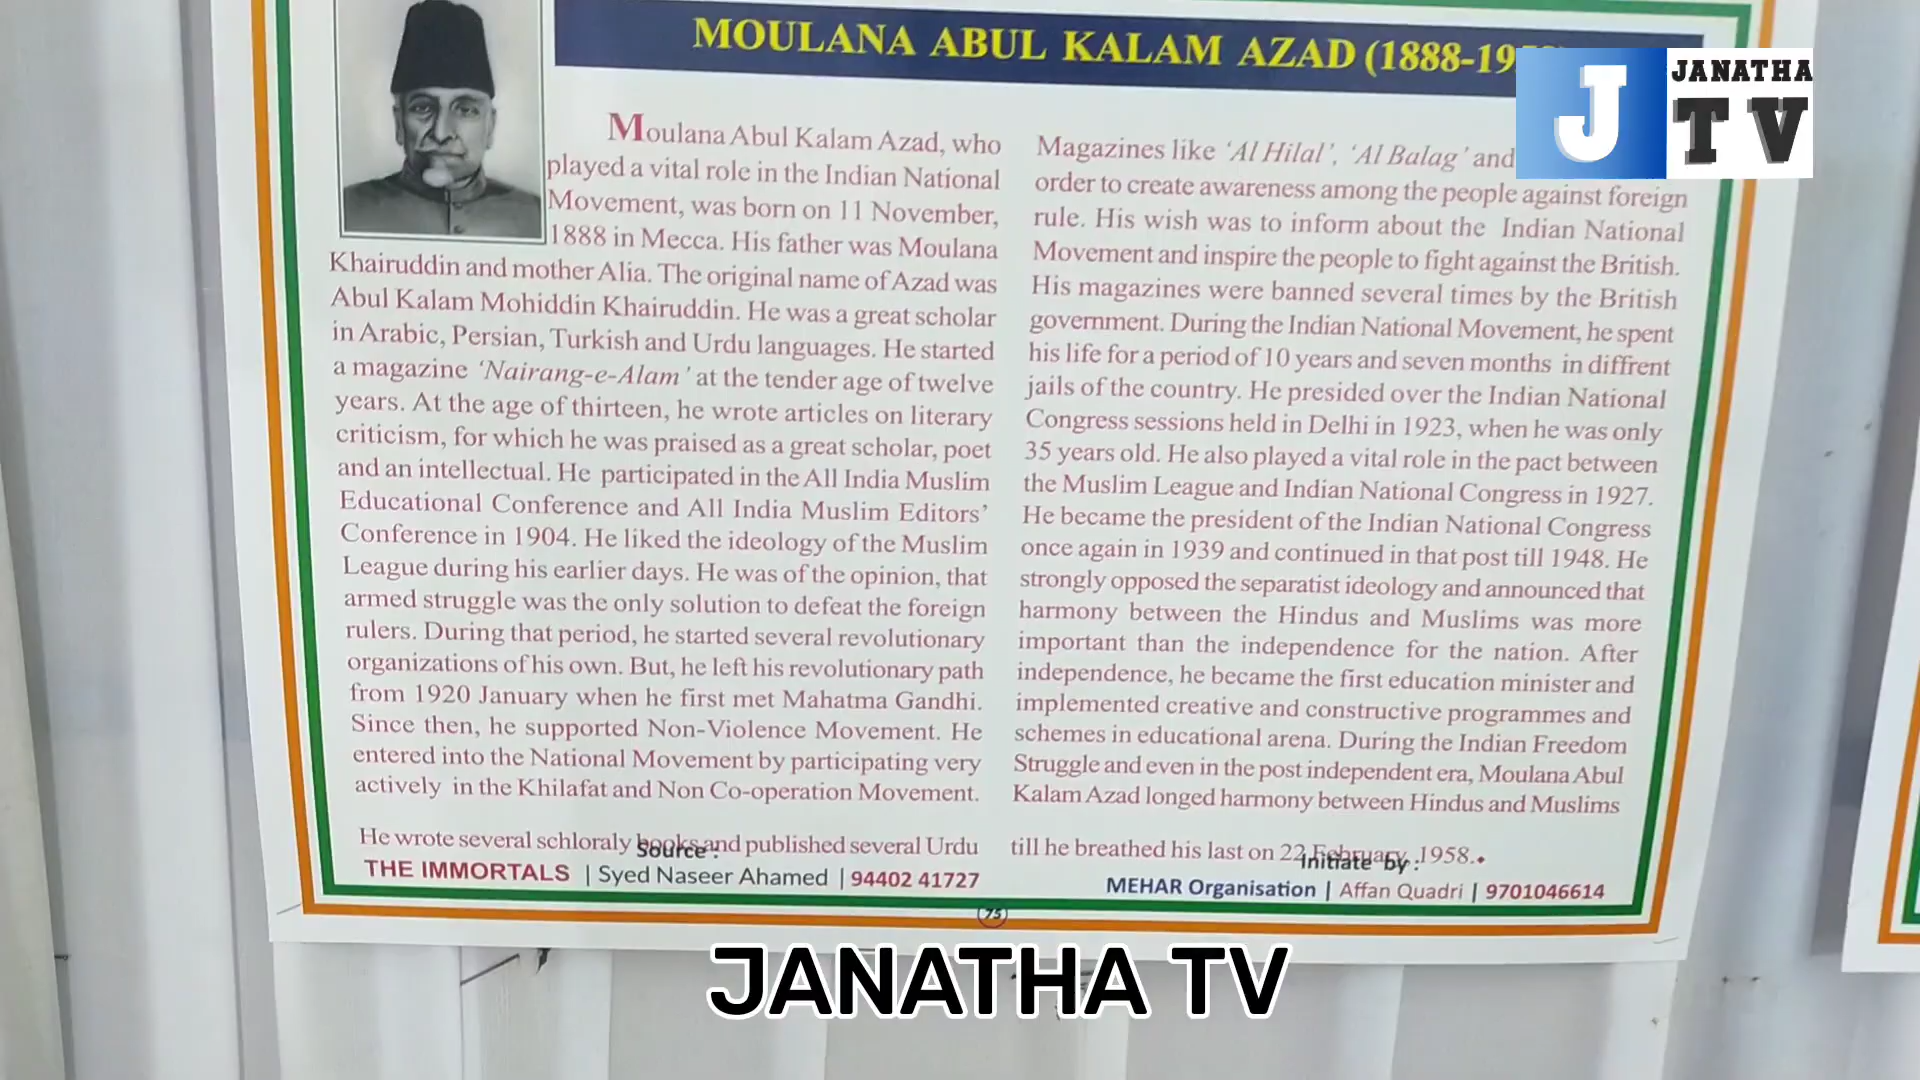 MOULANA ABUL KALAM AZAD (1888-19
J JANATHA
TV
Moulana Abul Kalam Azad, who
played a vital role in the Indian National
Movement, was born on 11 November,
1888 in Mecca. His father was Moulana
Khairuddin and mother Alia. The original name of Azad was
Abul Kalam Mohiddin Khairuddin. He was a great scholar
in Arabic, Persian, Turkish and Urdu languages. He started
a magazine ‘Nairang-e-Alam’ at the tender age of twelve
years. At the age of thirteen, he wrote articles on literary
criticism, for which he was praised as a great scholar, poet
and an intellectual. He participated in the All India Muslim
Educational Conference and All India Muslim Editors’
Conference in 1904. He liked the ideology of the Muslim
League during his earlier days. He was of the opinion, that
armed struggle was the only solution to defeat the foreign
rulers. During that period, he started several revolutionary
organizations of his own. But, he left his revolutionary path
from 1920 January when he first met Mahatma Gandhi.
Since then, he supported Non-Violence Movement. He
entered into the National Movement by participating very
actively in the Khilafat and Non Co-operation Movement.
He wrote several schloraly books and published several Urdu
Magazines like ‘Al Hilal’, ‘Al Balag’ and
order to create awareness among the people against foreign
rule. His wish was to inform about the Indian National
Movement and inspire the people to fight against the British.
His magazines were banned several times by the British
government. During the Indian National Movement, he spent
his life for a period of 10 years and seven months in diffrent
jails of the country. He presided over the Indian National
Congress sessions held in Delhi in 1923, when he was only
35 years old. He also played a vital role in the pact between
the Muslim League and Indian National Congress in 1927.
He became the president of the Indian National Congress
once again in 1939 and continued in that post till 1948. He
strongly opposed the separatist ideology and announced that
harmony between the Hindus and Muslims was more
important than the independence for the nation. After
independence, he became the first education minister and
implemented creative and constructive programmes and
schemes in educational arena. During the Indian Freedom
Struggle and even in the post independent era, Moulana Abul
Kalam Azad longed harmony between Hindus and Muslims
till he breathed his last on 22 February, 1958.
Source :
THE IMMORTALS | Syed Naseer Ahamed | 94402 41727
Initiate by :
MEHAR Organisation | Affan Quadri | 9701046614
75
JANATHA TV